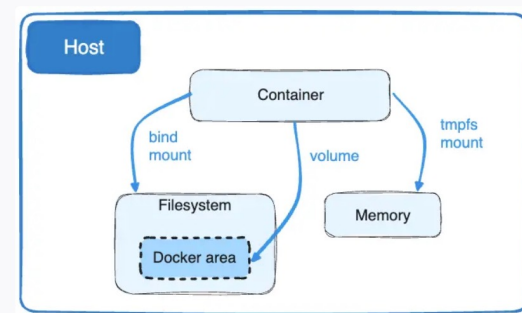 Host
Container
bind
mount
volume
tmpfs
mount
Filesystem
Memory
Docker area